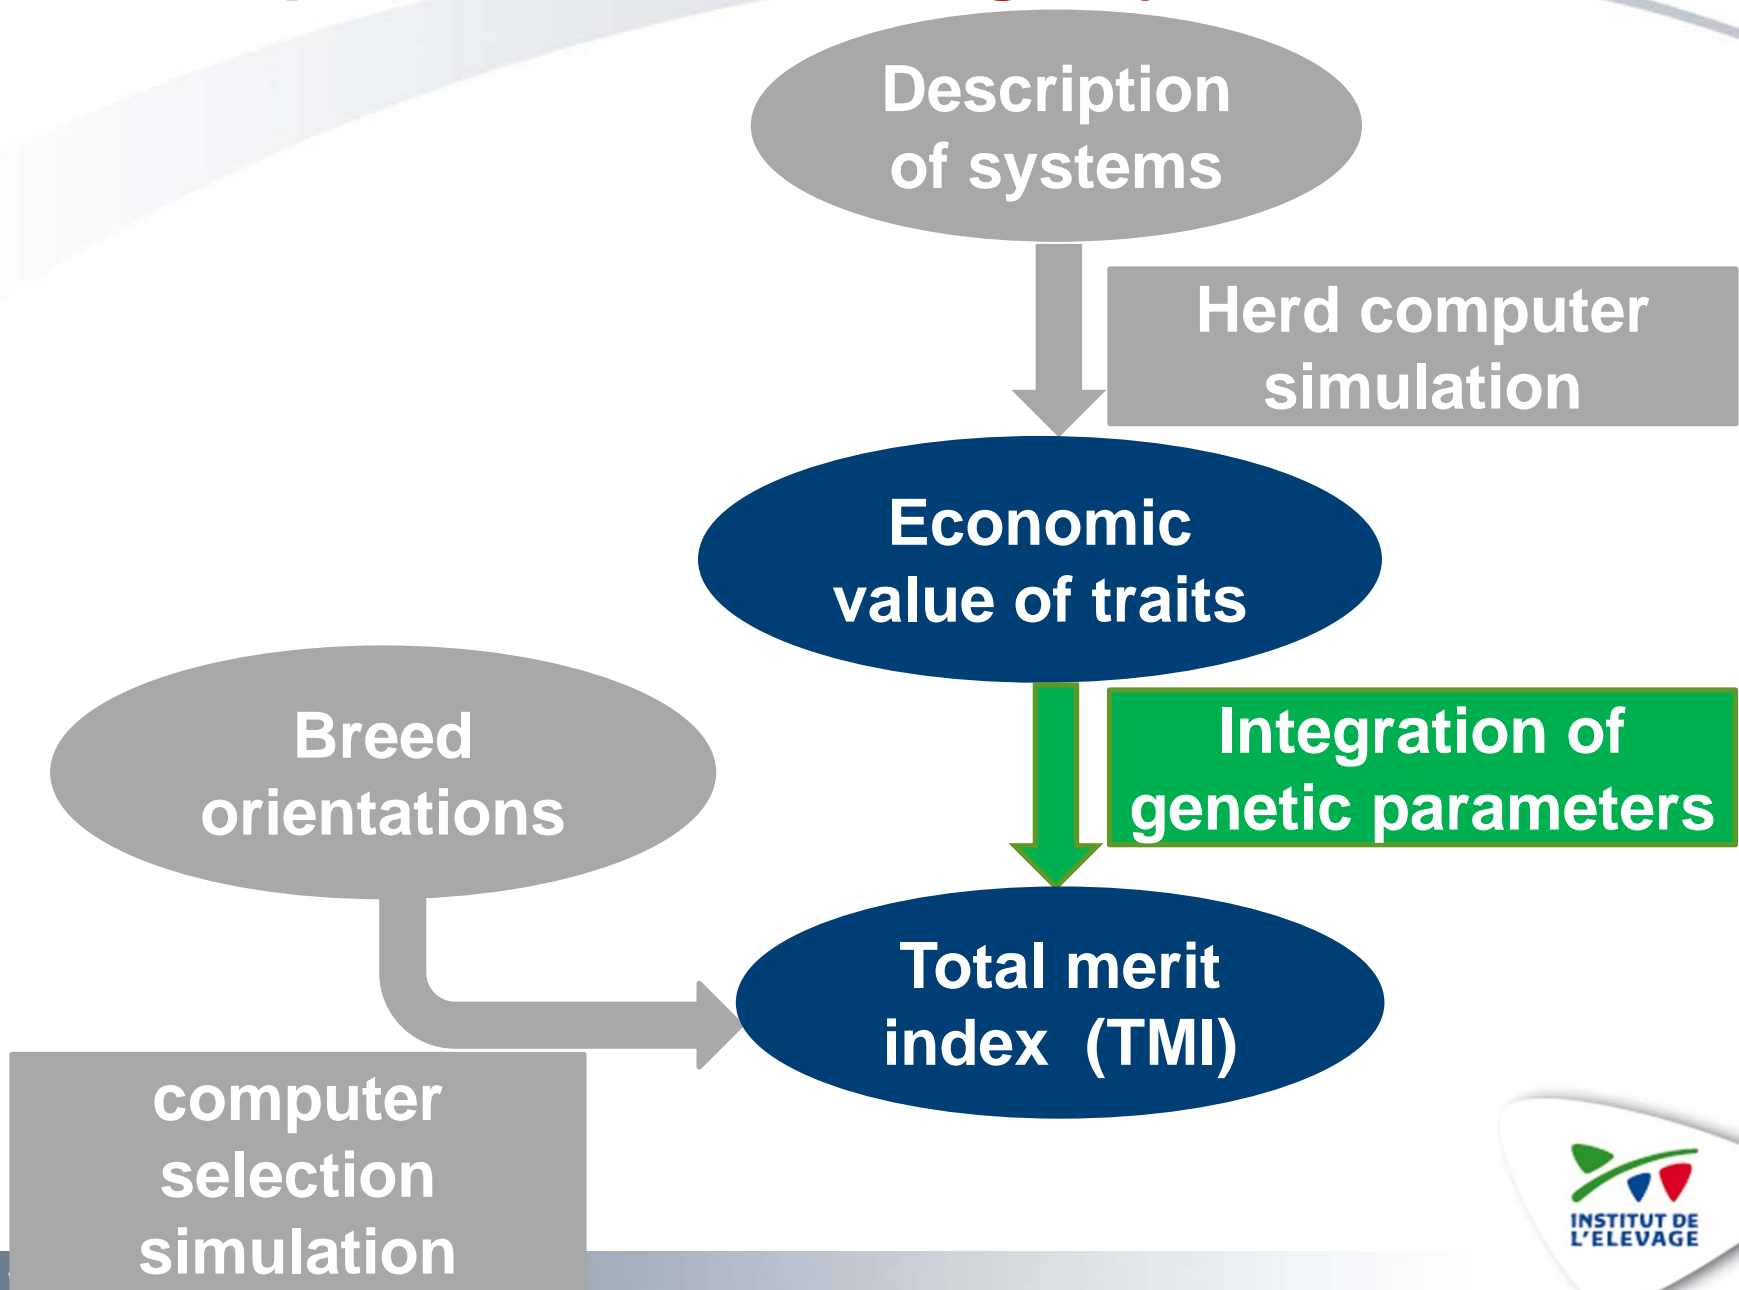 Description
of systems
Herd computer
simulation
Economic
value of traits
Integration of
genetic parameters
Breed
orientations
Total merit
index (TMI)
computer
selection
simulation
INSTITUT DE
L'ELEVAGE